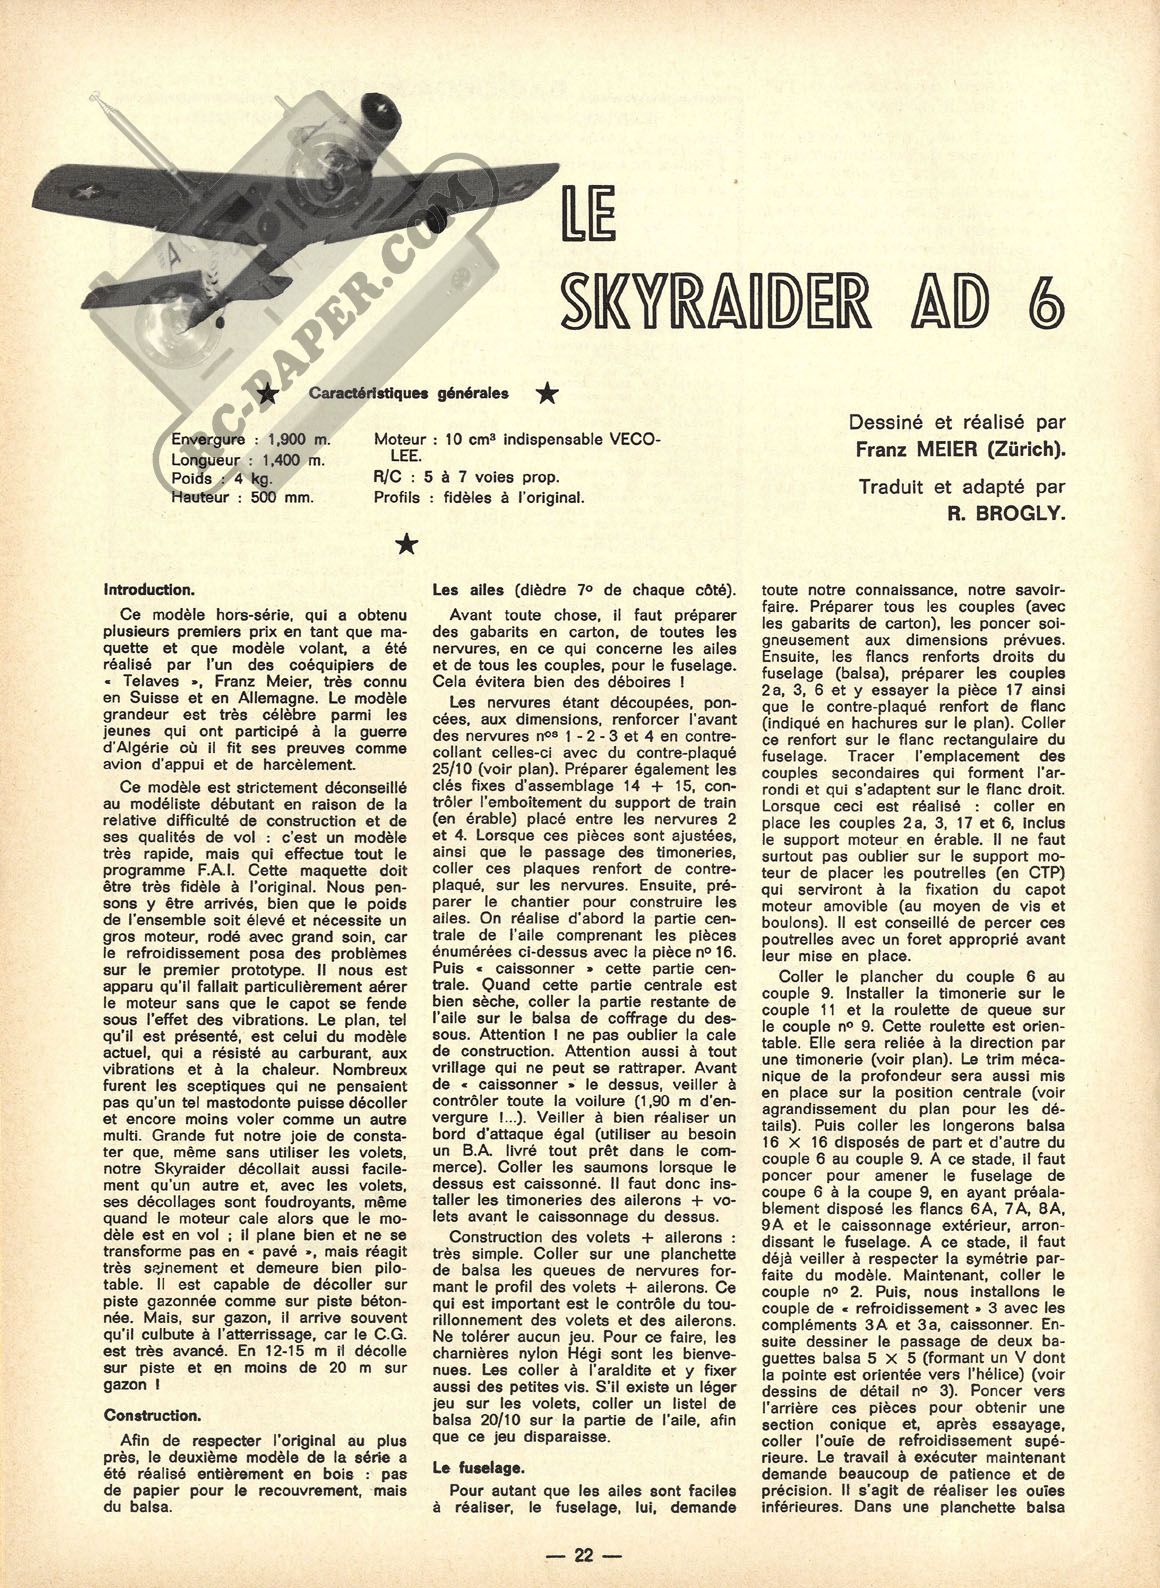 LE
SKYRAIDER AD 6
RC-PAPER.COM
Caractéristiques générales
Envergure : 1,900 m.
Longueur : 1,400 m.
Poids : 4 kg.
Hauteur : 500 mm.
Moteur : 10 cm³ indispensable VECO-
LEE.
R/C : 5 à 7 voies prop.
Profils : fidèles à l'original.
Dessiné et réalisé par
Franz MEIER (Zürich).
Traduit et adapté par
R. BROGLY.
Introduction.
Ce modèle hors-série, qui a obtenu
plusieurs premiers prix en tant que ma-
quette et que modèle volant, a été
réalisé par l'un des coéquipiers de
« Telaves », Franz Meier, très connu
en Suisse et en Allemagne. Le modèle
grandeur est très célèbre parmi les
jeunes qui ont participé à la guerre
d'Algérie où il fit ses preuves comme
avion d'appui et de harcèlement.
Ce modèle est strictement déconseillé
au modéliste débutant en raison de la
relative difficulté de construction et de
ses qualités de vol : c'est un modèle
très rapide, mais qui effectue tout le
programme F.A.I. Cette maquette doit
être très fidèle à l'original. Nous pen-
sons y être arrivés, bien que le poids
de l'ensemble soit élevé et nécessite un
gros moteur, rodé avec grand soin, car
le refroidissement posa des problèmes
sur le premier prototype. Il nous est
apparu qu'il fallait particulièrement aérer
le moteur sans que le capot se fende
sous l'effet des vibrations. Le plan, tel
qu'il est présenté, est celui du modèle
actuel, qui a résisté au carburant, aux
vibrations et à la chaleur. Nombreux
furent les sceptiques qui ne pensaient
pas qu'un tel mastodonte puisse décoller
et encore moins voler comme un autre
multi. Grande fut notre joie de consta-
ter que, même sans utiliser les volets,
notre Skyraider décollait aussi facile-
ment qu'un autre et, avec les volets,
ses décollages sont foudroyants, même
quand le moteur cale alors que le mo-
dèle est en vol ; il plane bien et ne se
transforme pas en « pavé », mais réagit
très sainement et demeure bien pilo-
table. Il est capable de décoller sur
piste gazonnée comme sur piste béton-
née. Mais, sur gazon, il arrive souvent
qu'il culbute à l'atterrissage, car le C.G.
est très avancé. En 12-15 m il décolle
sur piste et en moins de 20 m sur
gazon !
Construction.
Afin de respecter l'original au plus
près, le deuxième modèle de la série a
été réalisé entièrement en bois : pas
de papier pour le recouvrement, mais
du balsa.
Les ailes (dièdre 7° de chaque côté).
Avant toute chose, il faut préparer
des gabarits en carton, de toutes les
nervures, en ce qui concerne les ailes
et de tous les couples, pour le fuselage.
Cela évitera bien des déboires !
Les nervures étant découpées, pon-
cées, aux dimensions, renforcer l'avant
des nervures nos 1 - 2 - 3 et 4 en contre-
collant celles-ci avec du contre-plaqué
25/10 (voir plan). Préparer également les
clés fixes d'assemblage 14 + 15, con-
trôler l'emboîtement du support de train
(en érable) placé entre les nervures 2
et 4. Lorsque ces pièces sont ajustées,
ainsi que le passage des timoneries,
coller ces plaques renfort de contre-
plaqué, sur les nervures. Ensuite, pré-
parer le chantier pour construire les
ailes. On réalise d'abord la partie cen-
trale de l'aile comprenant les pièces
énumérées ci-dessus avec la pièce n° 16.
Puis « caissonner » cette partie cen-
trale. Quand cette partie centrale est
bien sèche, coller la partie restante de
l'aile sur le balsa de coffrage du des-
sous. Attention ! ne pas oublier la cale
de construction. Attention aussi à tout
vrillage qui ne peut se rattraper. Avant
de « caissonner » le dessus, veiller à
contrôler toute la voilure (1,90 m d'en-
vergure !...). Veiller à bien réaliser un
bord d'attaque égal (utiliser au besoin
un B.A. livré tout prêt dans le com-
merce). Coller les saumons lorsque le
dessus est caissonné. Il faut donc ins-
taller les timoneries des ailerons + vo-
lets avant le caissonnage du dessus.
Construction des volets + ailerons :
très simple. Coller sur une planchette
de balsa les queues de nervures for-
mant le profil des volets + ailerons. Ce
qui est important est le contrôle du tou-
rillonnement des volets et des ailerons.
Ne tolérer aucun jeu. Pour ce faire, les
charnières nylon Hégi sont les bienve-
nues. Les coller à l'araldite et y fixer
aussi des petites vis. S'il existe un léger
jeu sur les volets, coller un listel de
balsa 20/10 sur la partie de l'aile, afin
que ce jeu disparaisse.
Le fuselage.
Pour autant que les ailes sont faciles
à réaliser, le fuselage, lui, demande
toute notre connaissance, notre savoir-
faire. Préparer tous les couples (avec
les gabarits de carton), les poncer soi-
gneusement aux dimensions prévues.
Ensuite, les flancs renforts droits du
fuselage (balsa), préparer les couples
2 a, 3, 6 et y essayer la pièce 17 ainsi
que le contre-plaqué renfort de flanc
(indiqué en hachures sur le plan). Coller
ce renfort sur le flanc rectangulaire du
fuselage. Tracer l'emplacement des
couples secondaires qui forment l'ar-
rondi et qui s'adaptent sur le flanc droit.
Lorsque ceci est réalisé : coller en
place les couples 2 a, 3, 17 et 6, inclus
le support moteur en érable. Il ne faut
surtout pas oublier sur le support mo-
teur de placer les poutrelles (en CTP)
qui serviront à la fixation du capot
moteur amovible (au moyen de vis et
boulons). Il est conseillé de percer ces
poutrelles avec un foret approprié avant
leur mise en place.
Coller le plancher du couple 6 au
couple 9. Installer la timonerie sur le
couple 11 et la roulette de queue sur
le couple n° 9. Cette roulette est orien-
table. Elle sera reliée à la direction par
une timonerie (voir plan). Le trim méca-
nique de la profondeur sera aussi mis
en place sur la position centrale (voir
agrandissement du plan pour les dé-
tails). Puis coller les longerons balsa
16 X 16 disposés de part et d'autre du
couple 6 au couple 9. A ce stade, il faut
poncer pour amener le fuselage de
coupe 6 à la coupe 9, en ayant préala-
blement disposé les flancs 6 A, 7 A, 8 A,
9 A et le caissonnage extérieur, arron-
dissant le fuselage. A ce stade, il faut
déjà veiller à respecter la symétrie par-
faite du modèle. Maintenant, coller le
couple n° 2. Puis, nous installons le
couple de « refroidissement » 3 avec les
compléments 3 A et 3 a, caissonner. En-
suite dessiner le passage de deux ba-
guettes balsa 5 X 5 (formant un V dont
la pointe est orientée vers l'hélice) (voir
dessins de détail n° 3). Poncer vers
l'arrière ces pièces pour obtenir une
section conique et, après essayage,
coller l'ouïe de refroidissement supé-
rieure. Le travail à exécuter maintenant
demande beaucoup de patience et de
précision. Il s'agit de réaliser les ouïes
inférieures. Dans une planchette balsa
— 22 —